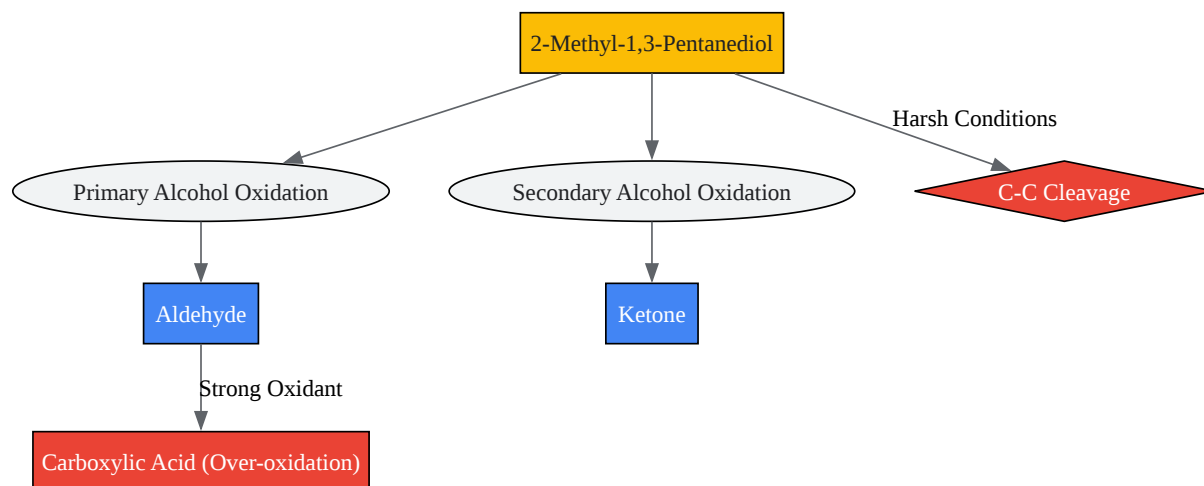 2-Methyl-1,3-Pentanediol
Harsh Conditions
Primary Alcohol Oxidation
Secondary Alcohol Oxidation
C-C Cleavage
Aldehyde
Ketone
Strong Oxidant
Carboxylic Acid (Over-oxidation)